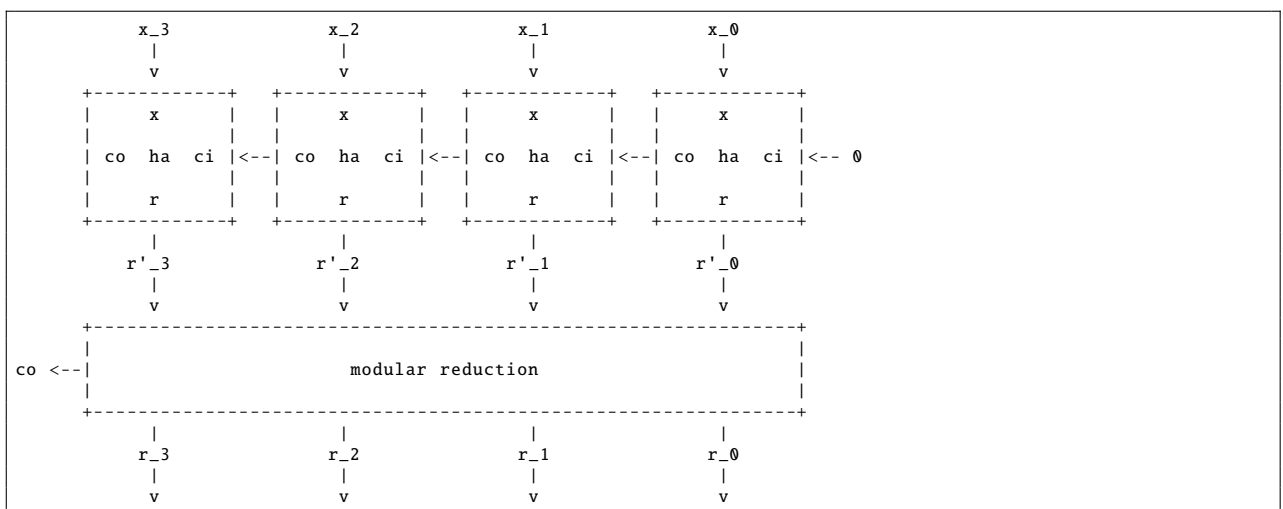 x_3 x_2 x_1 x_0
| | | |
v v v v
+------------+ +------------+ +------------+ +------------+
| x | | x | | x | | x |
| | | | | | | |
| co ha ci |<--| co ha ci |<--| co ha ci |<--| co ha ci |<-- 0
| | | | | | | |
| r | | r | | r | | r |
+------------+ +------------+ +------------+ +------------+
| | | |
r'_3 r'_2 r'_1 r'_0
| | | |
v v v v
+------------------------------------------------------------+
| |
co <--| modular reduction |
| |
+------------------------------------------------------------+
| | | |
r_3 r_2 r_1 r_0
| | | |
v v v v